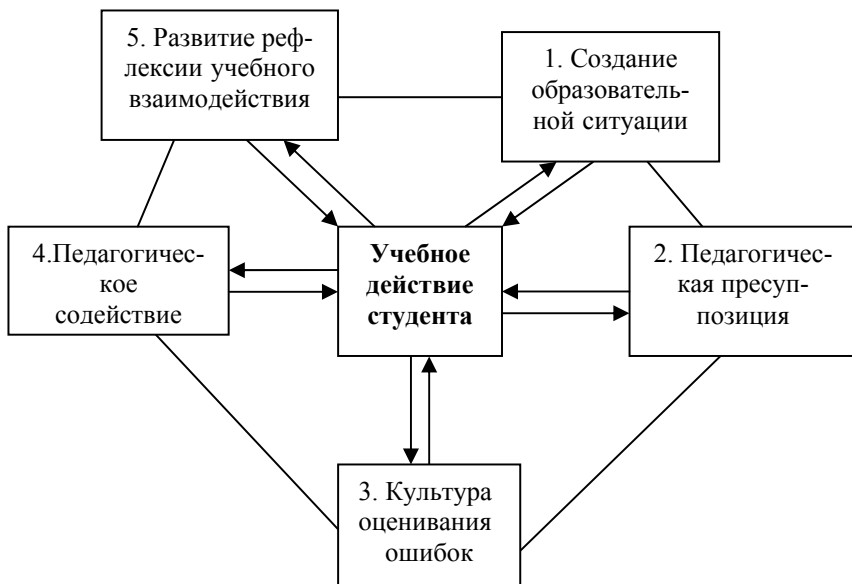 5. Развитие реф-
лексии учебного
взаимодействия
1. Создание
образователь-
ной ситуации
4.Педагогичес-
кое
содействие
Учебное
действие
студента
2. Педагогичес-
кая пресуп-
позиция
3. Культура
оценивания
ошибок